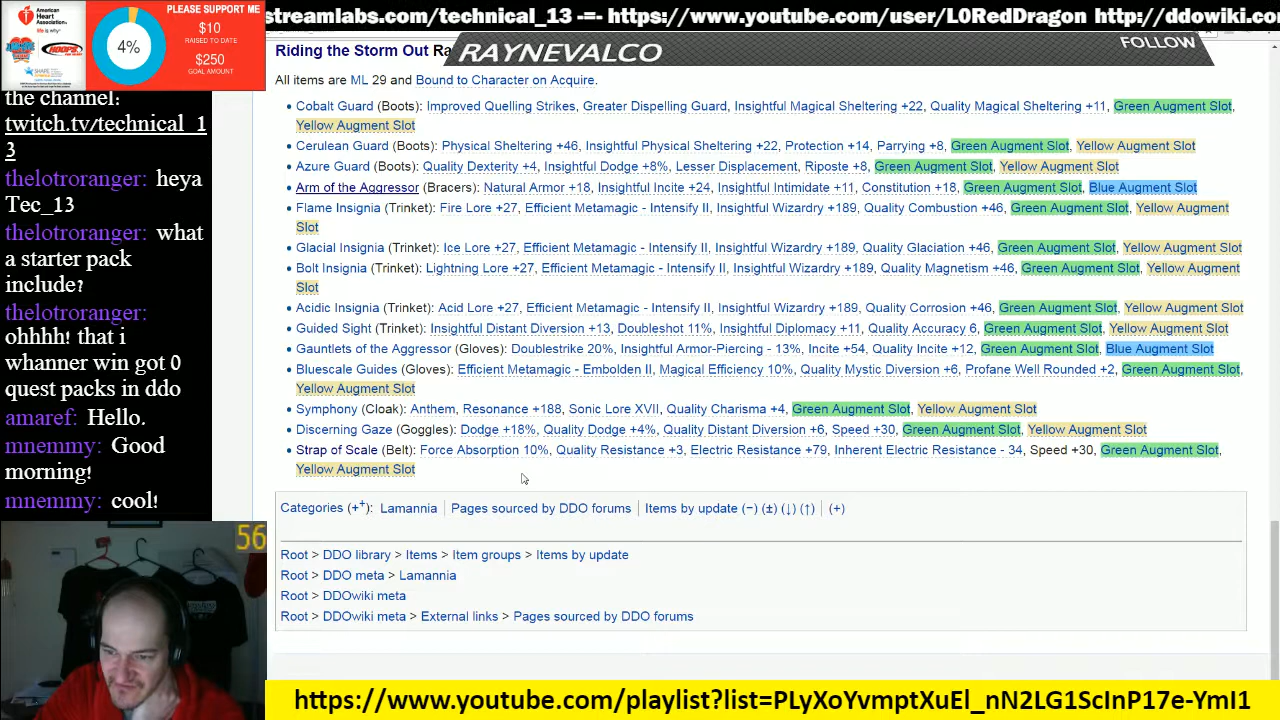 American
Heart
Association®
life is why™
HOOPS
SHAPE
PLEASE SUPPORT ME
$10
RAISED TO DATE
$250
GOAL AMOUNT
4%
streamlabs.com/technical_13 -=- https://www.youtube.com/user/L0RedDragon http://ddowiki.co
RAYNEVALCO
FOLLOW
the channel!
twitch.tv/technical_1
3
thelotroranger: heya
Tec_13
thelotroranger: what
a starter pack
include?
thelotroranger:
ohhhh! that i
whanner win got 0
quest packs in ddo
amaref: Hello.
mnemmy: Good
morning!
mnemmy: cool!
56
Riding the Storm Out Ra
All items are ML 29 and Bound to Character on Acquire.
• Cobalt Guard (Boots): Improved Quelling Strikes, Greater Dispelling Guard, Insightful Magical Sheltering +22, Quality Magical Sheltering +11, Green Augment Slot,
Yellow Augment Slot
• Cerulean Guard (Boots): Physical Sheltering +46, Insightful Physical Sheltering +22, Protection +14, Parrying +8, Green Augment Slot, Yellow Augment Slot
• Azure Guard (Boots): Quality Dexterity +4, Insightful Dodge +8%, Lesser Displacement, Riposte +8, Green Augment Slot, Yellow Augment Slot
• Arm of the Aggressor (Bracers): Natural Armor +18, Insightful Incite +24, Insightful Intimidate +11, Constitution +18, Green Augment Slot, Blue Augment Slot
• Flame Insignia (Trinket): Fire Lore +27, Efficient Metamagic - Intensify II, Insightful Wizardry +189, Quality Combustion +46, Green Augment Slot, Yellow Augment
Slot
• Glacial Insignia (Trinket): Ice Lore +27, Efficient Metamagic - Intensify II, Insightful Wizardry +189, Quality Glaciation +46, Green Augment Slot, Yellow Augment Slot
• Bolt Insignia (Trinket): Lightning Lore +27, Efficient Metamagic - Intensify II, Insightful Wizardry +189, Quality Magnetism +46, Green Augment Slot, Yellow Augment
Slot
• Acidic Insignia (Trinket): Acid Lore +27, Efficient Metamagic - Intensify II, Insightful Wizardry +189, Quality Corrosion +46, Green Augment Slot, Yellow Augment Slot
• Guided Sight (Trinket): Insightful Distant Diversion +13, Doubleshot 11%, Insightful Diplomacy +11, Quality Accuracy 6, Green Augment Slot, Yellow Augment Slot
• Gauntlets of the Aggressor (Gloves): Doublestrike 20%, Insightful Armor-Piercing - 13%, Incite +54, Quality Incite +12, Green Augment Slot, Blue Augment Slot
• Bluescale Guides (Gloves): Efficient Metamagic - Embolden II, Magical Efficiency 10%, Quality Mystic Diversion +6, Profane Well Rounded +2, Green Augment Slot,
Yellow Augment Slot
• Symphony (Cloak): Anthem, Resonance +188, Sonic Lore XVII, Quality Charisma +4, Green Augment Slot, Yellow Augment Slot
• Discerning Gaze (Goggles): Dodge +18%, Quality Dodge +4%, Quality Distant Diversion +6, Speed +30, Green Augment Slot, Yellow Augment Slot
• Strap of Scale (Belt): Force Absorption 10%, Quality Resistance +3, Electric Resistance +79, Inherent Electric Resistance - 34, Speed +30, Green Augment Slot,
Yellow Augment Slot
Categories (+⁺): Lamannia | Pages sourced by DDO forums | Items by update (−) (±) (↓) (↑) | (+)
Root > DDO library > Items > Item groups > Items by update
Root > DDO meta > Lamannia
Root > DDOwiki meta
Root > DDOwiki meta > External links > Pages sourced by DDO forums
https://www.youtube.com/playlist?list=PLyXoYvmptXuEl_nN2LG1ScInP17e-YmI1